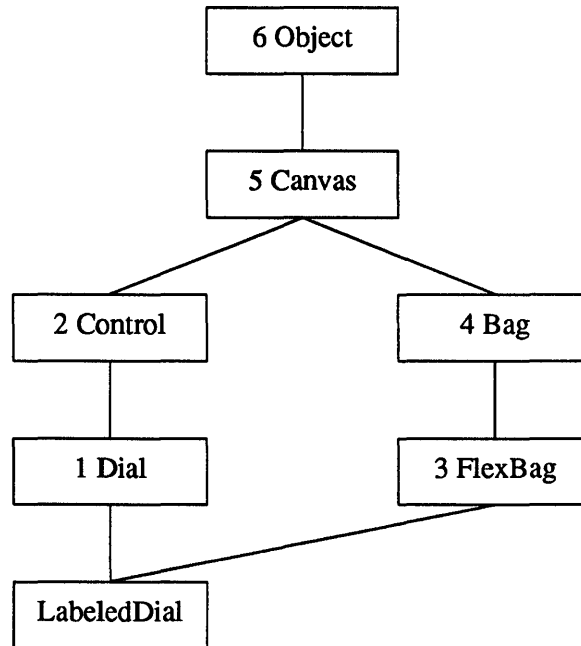 6 Object
5 Canvas
2 Control
4 Bag
1 Dial
3 FlexBag
LabeledDial